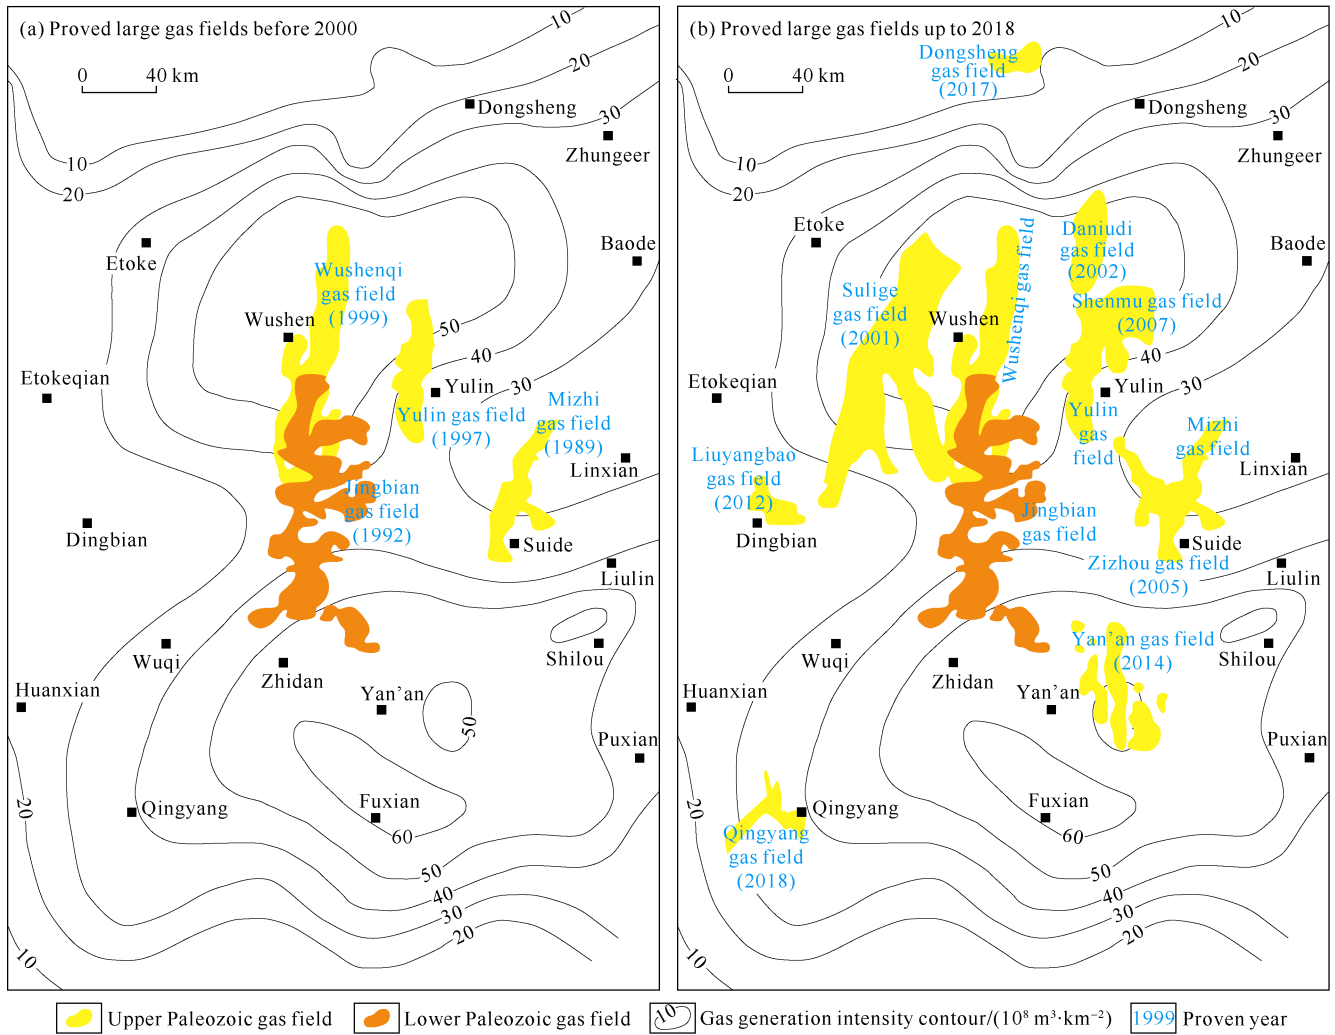 (a) Proved large gas fields before 2000
0 40 km
10
20
30
Dongsheng
Zhungeer
10
20
Etoke
Baode
Wushenqi
gas field
(1999)
Wushen
50
40
30
Etokeqian
Yulin
Yulin gas field
(1997)
Mizhi
gas field
(1989)
Linxian
Jingbian
gas field
(1992)
Dingbian
Suide
Liulin
Wuqi
Zhidan
Shilou
Huanxian
Yan'an
50
Puxian
20
Qingyang
Fuxian
60
50
40
30
20
10
(b) Proved large gas fields up to 2018
0 40 km
Dongsheng
gas field
(2017)
10
20
30
Dongsheng
Zhungeer
10
20
Etoke
Baode
Wushenqi gas field
Daniudi
gas field
(2002)
Sulige
gas field
(2001)
Shenmu gas field
(2007)
Wushen
40
30
Etokeqian
Yulin
Yulin
gas
field
Mizhi
gas field
Linxian
Liuyangbao
gas field
(2012)
Dingbian
Jingbian
gas field
Suide
Zizhou gas field
(2005)
Liulin
Yan'an gas field
(2014)
Wuqi
Zhidan
Shilou
Huanxian
Yan'an
Puxian
20
Qingyang
Qingyang
gas field
(2018)
Fuxian
60
50
40
30
20
10
Upper Paleozoic gas field
Lower Paleozoic gas field
10 Gas generation intensity contour/(10⁸ m³·km⁻²)
1999 Proven year